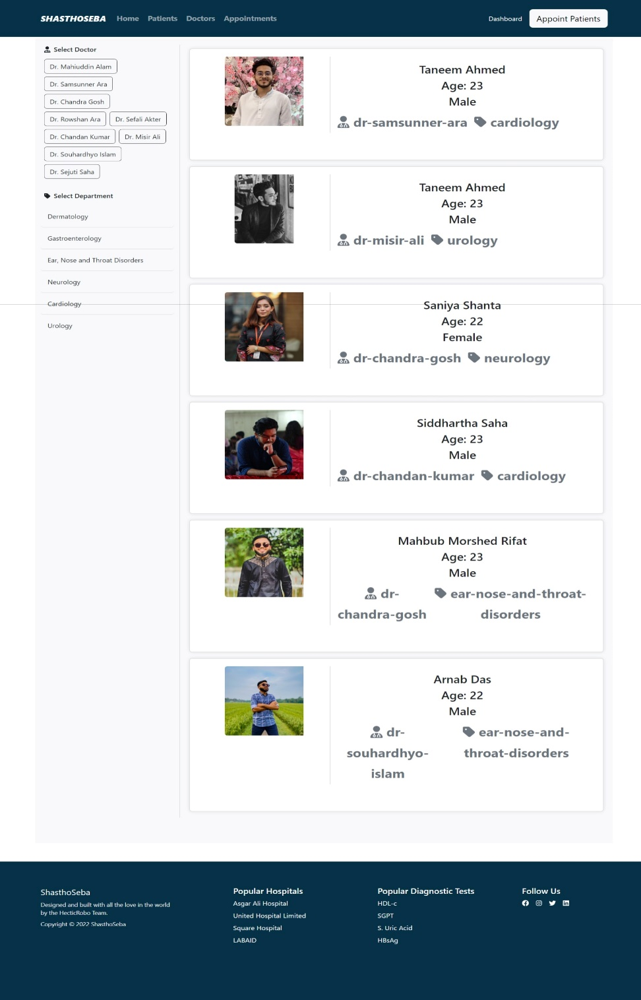 SHASTHOSEBA Home Patients Doctors Appointments Dashboard Appoint Patients
Select Doctor
Dr. Mahiuddin Alam
Dr. Samsunner Ara
Dr. Chandra Gosh
Dr. Rowshan Ara Dr. Sefali Akter
Dr. Chandan Kumar Dr. Misir Ali
Dr. Souhardhyo Islam
Dr. Sejuti Saha
Select Department
Dermatology
Gastroenterology
Ear, Nose and Throat Disorders
Neurology
Cardiology
Urology
Taneem Ahmed
Age: 23
Male
dr-samsunner-ara cardiology
Taneem Ahmed
Age: 23
Male
dr-misir-ali urology
Saniya Shanta
Age: 22
Female
dr-chandra-gosh neurology
Siddhartha Saha
Age: 23
Male
dr-chandan-kumar cardiology
Mahbub Morshed Rifat
Age: 23
Male
dr-
chandra-gosh
ear-nose-and-throat-
disorders
Arnab Das
Age: 22
Male
dr-
souhardhyo-
islam
ear-nose-and-
throat-disorders
ShasthoSeba
Designed and built with all the love in the world
by the HecticRobo Team.
Copyright © 2022 ShasthoSeba
Popular Hospitals
Asgar Ali Hospital
United Hospital Limited
Square Hospital
LABAID
Popular Diagnostic Tests
HDL-c
SGPT
S. Uric Acid
HBsAg
Follow Us